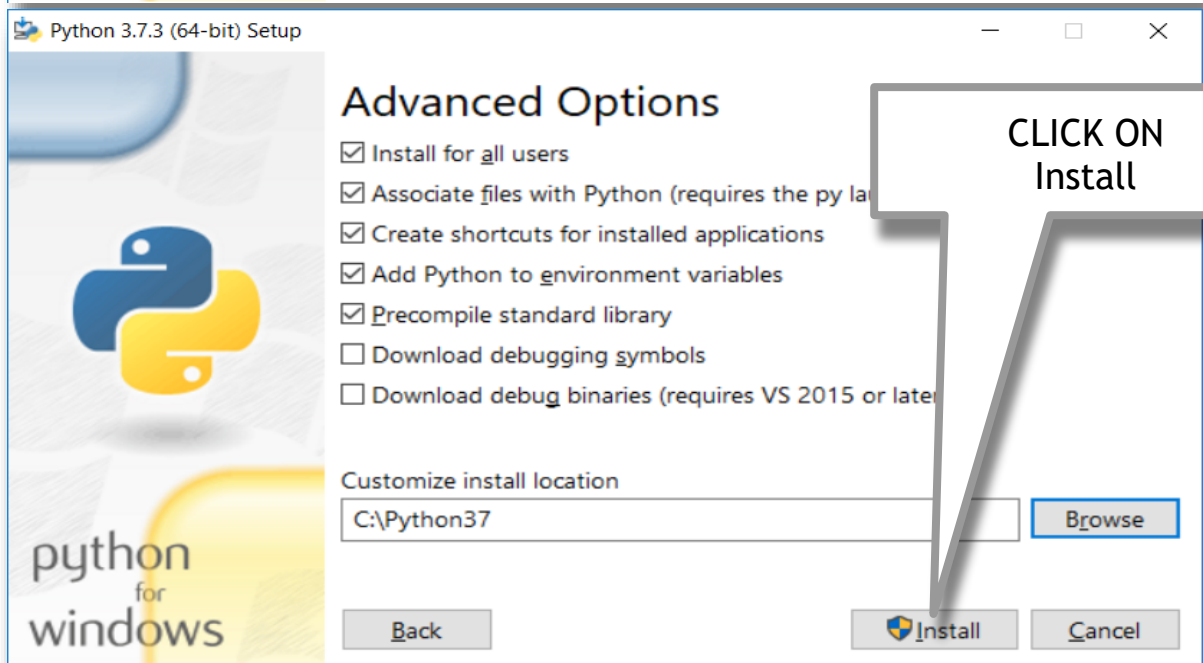 Python 3.7.3 (64-bit) Setup
Advanced Options
Install for all users
Associate files with Python (requires the py
Create shortcuts for installed applications
Add Python to environment variables
Precompile standard library
Download debugging symbols
Download debug binaries (requires VS 2015 or later
CLICK ON
Install
Customize install location
C:\Python37
Browse
python
for
windows
Back
Install
Cancel